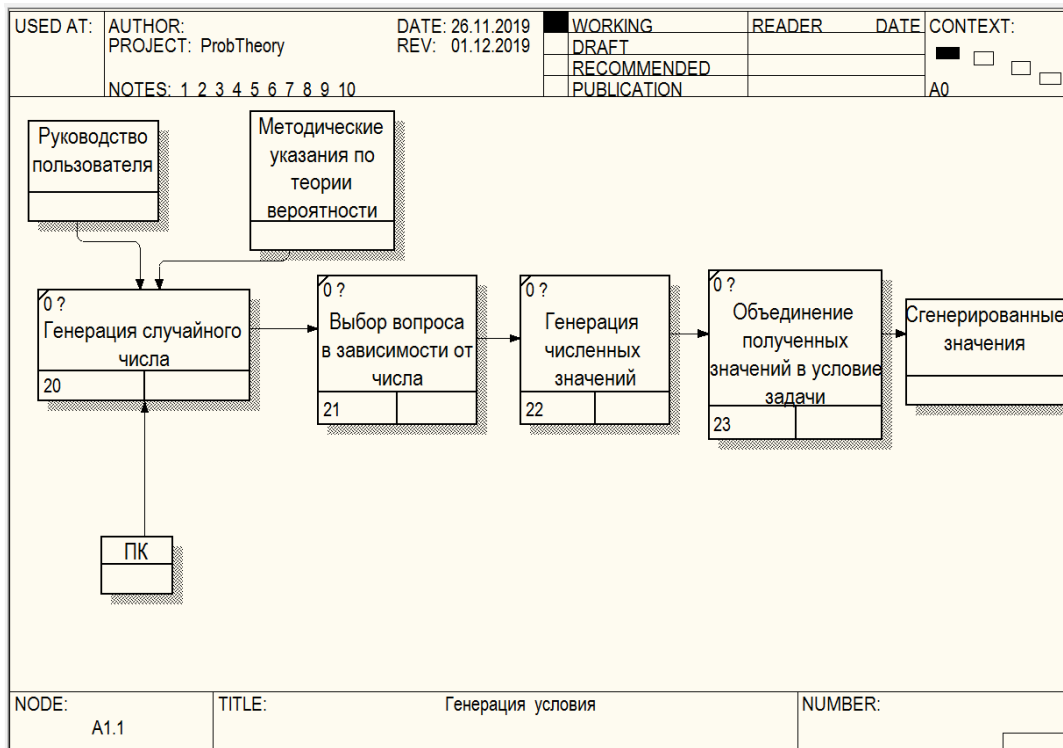 USED AT:
AUTHOR:
DATE: 26.11.2019
PROJECT: ProbTheory
REV: 01.12.2019
NOTES: 1 2 3 4 5 6 7 8 9 10
WORKING
DRAFT
RECOMMENDED
PUBLICATION
READER
DATE
CONTEXT:
A0
Руководство
пользователя
Методические
указания по
теории
вероятности
0 ?
Генерация случайного
числа
20
0 ?
Выбор вопроса
в зависимости от
числа
21
0 ?
Генерация
численных
значений
22
0 ?
Объединение
полученных
значений в условие
задачи
23
Сгенерированные
значения
ПК
NODE:
A1.1
TITLE:
Генерация условия
NUMBER: